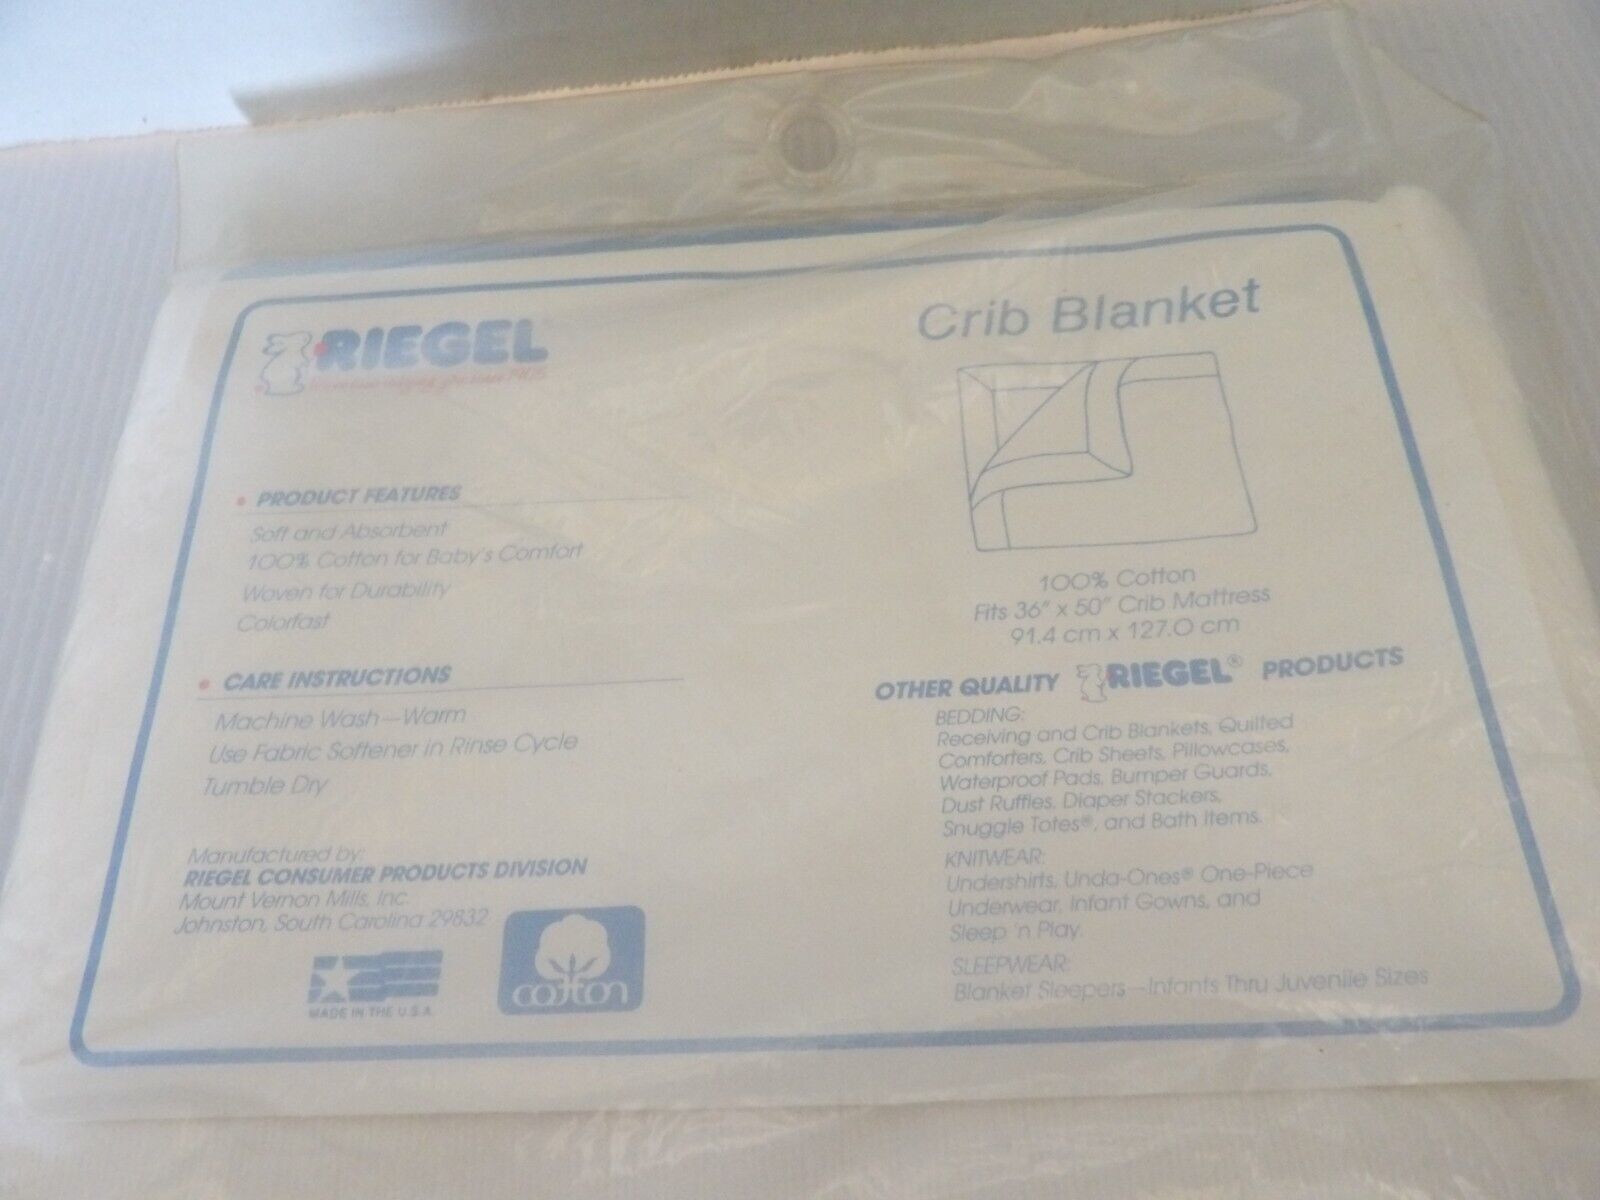 RIEGEL
• PRODUCT FEATURES
Soft and Absorbent
100% Cotton for Baby's Comfort
Woven for Durability
Colorfast
• CARE INSTRUCTIONS
Machine Wash—Warm
Use Fabric Softener in Rinse Cycle
Tumble Dry
Manufactured by:
RIEGEL CONSUMER PRODUCTS DIVISION
Mount Vernon Mills, Inc.
Johnston, South Carolina 29832
MADE IN THE U.S.A.
cotton
Crib Blanket
100% Cotton
Fits 36" x 50" Crib Mattress
91.4 cm x 127.0 cm
OTHER QUALITY RIEGEL® PRODUCTS
BEDDING:
Receiving and Crib Blankets, Quilted
Comforters, Crib Sheets, Pillowcases,
Waterproof Pads, Bumper Guards,
Dust Ruffles, Diaper Stackers,
Snuggle Totes®, and Bath Items.
KNITWEAR:
Undershirts, Unda-Ones® One-Piece
Underwear, Infant Gowns, and
Sleep 'n Play.
SLEEPWEAR:
Blanket Sleepers—Infants Thru Juvenile Sizes